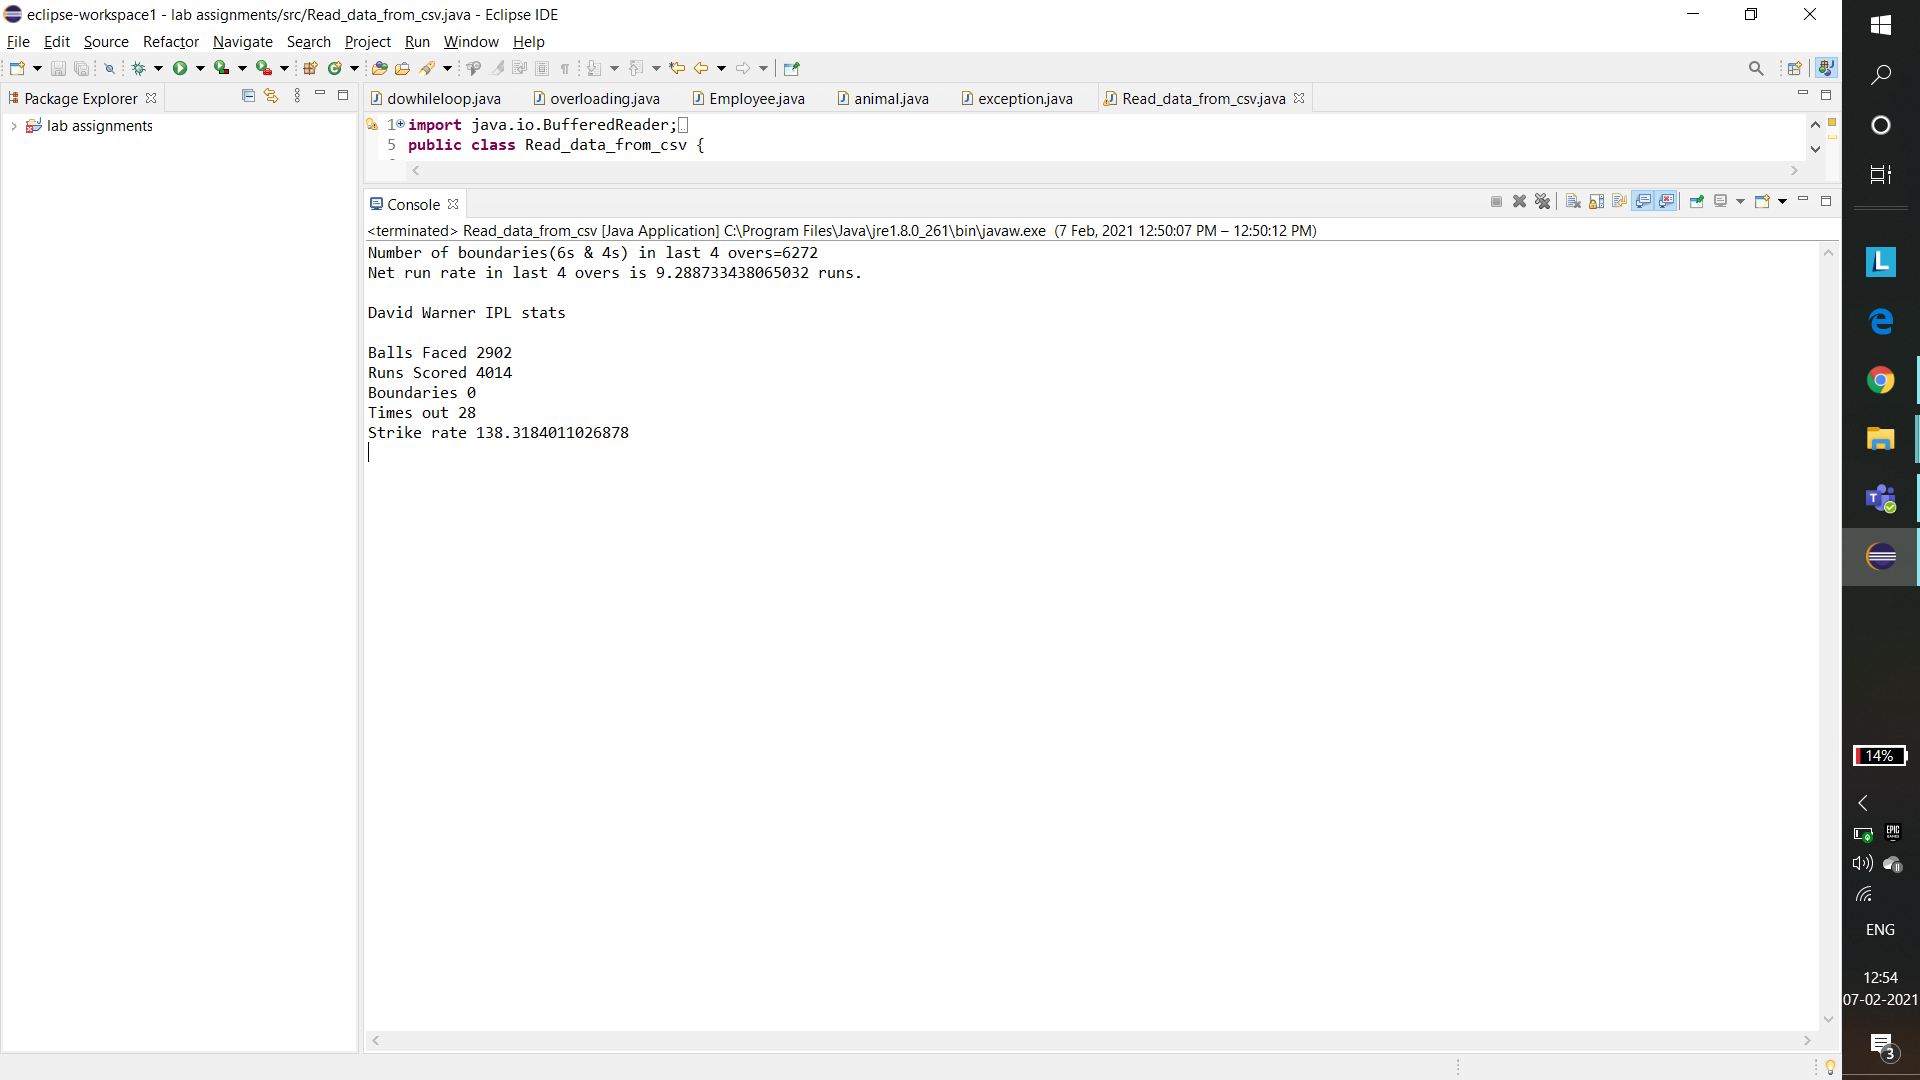 eclipse-workspace1 - lab assignments/src/Read_data_from_csv.java - Eclipse IDE
File Edit Source Refactor Navigate Search Project Run Window Help
Package Explorer
lab assignments
dowhileloop.java overloading.java Employee.java animal.java exception.java Read_data_from_csv.java
1 import java.io.BufferedReader;
5 public class Read_data_from_csv {
Console
<terminated> Read_data_from_csv [Java Application] C:\Program Files\Java\jre1.8.0_261\bin\javaw.exe (7 Feb, 2021 12:50:07 PM – 12:50:12 PM)
Number of boundaries(6s & 4s) in last 4 overs=6272
Net run rate in last 4 overs is 9.288733438065032 runs.
David Warner IPL stats
Balls Faced 2902
Runs Scored 4014
Boundaries 0
Times out 28
Strike rate 138.3184011026878
14%
EPIC
GAMES
ENG
12:54
07-02-2021
3